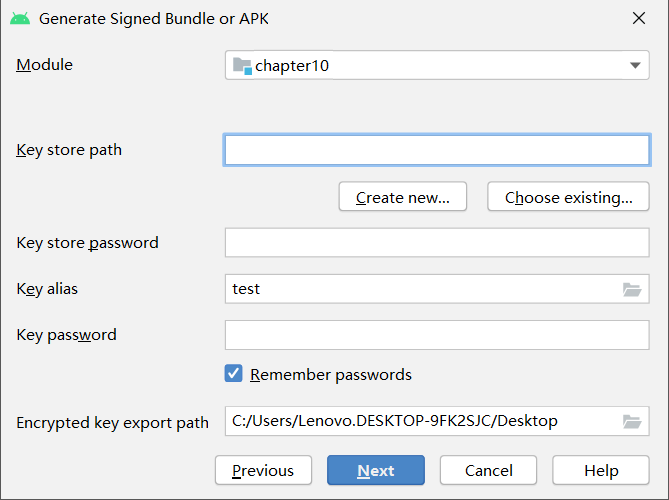 Generate Signed Bundle or APK
Module
chapter10
Key store path
Create new... Choose existing...
Key store password
Key alias
test
Key password
Remember passwords
Encrypted key export path
C:/Users/Lenovo.DESKTOP-9FK2SJC/Desktop
Previous Next Cancel Help